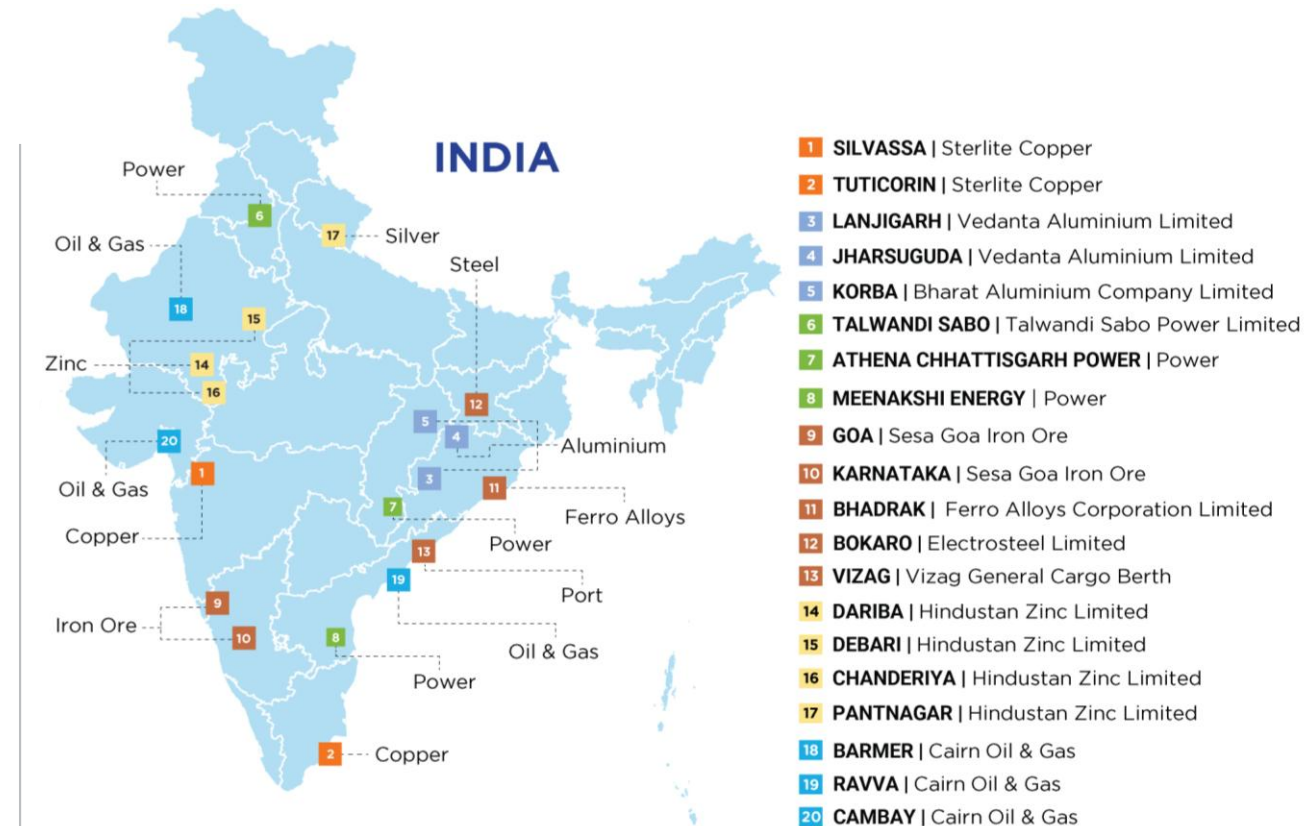 INDIA
Power
6
Oil & Gas
17
Silver
Steel
18
15
Zinc
14
16
12
5
4
Aluminium
20
1
3
11
Oil & Gas
Ferro Alloys
7
Copper
Power
13
19
Port
9
Iron Ore
10
8
Oil & Gas
Power
2
Copper
1 SILVASSA | Sterlite Copper
2 TUTICORIN | Sterlite Copper
3 LANJIGARH | Vedanta Aluminium Limited
4 JHARSUGUDA | Vedanta Aluminium Limited
5 KORBA | Bharat Aluminium Company Limited
6 TALWANDI SABO | Talwandi Sabo Power Limited
7 ATHENA CHHATTISGARH POWER | Power
8 MEENAKSHI ENERGY | Power
9 GOA | Sesa Goa Iron Ore
10 KARNATAKA | Sesa Goa Iron Ore
11 BHADRAK | Ferro Alloys Corporation Limited
12 BOKARO | Electrosteel Limited
13 VIZAG | Vizag General Cargo Berth
14 DARIBA | Hindustan Zinc Limited
15 DEBARI | Hindustan Zinc Limited
16 CHANDERIYA | Hindustan Zinc Limited
17 PANTNAGAR | Hindustan Zinc Limited
18 BARMER | Cairn Oil & Gas
19 RAVVA | Cairn Oil & Gas
20 CAMBAY | Cairn Oil & Gas